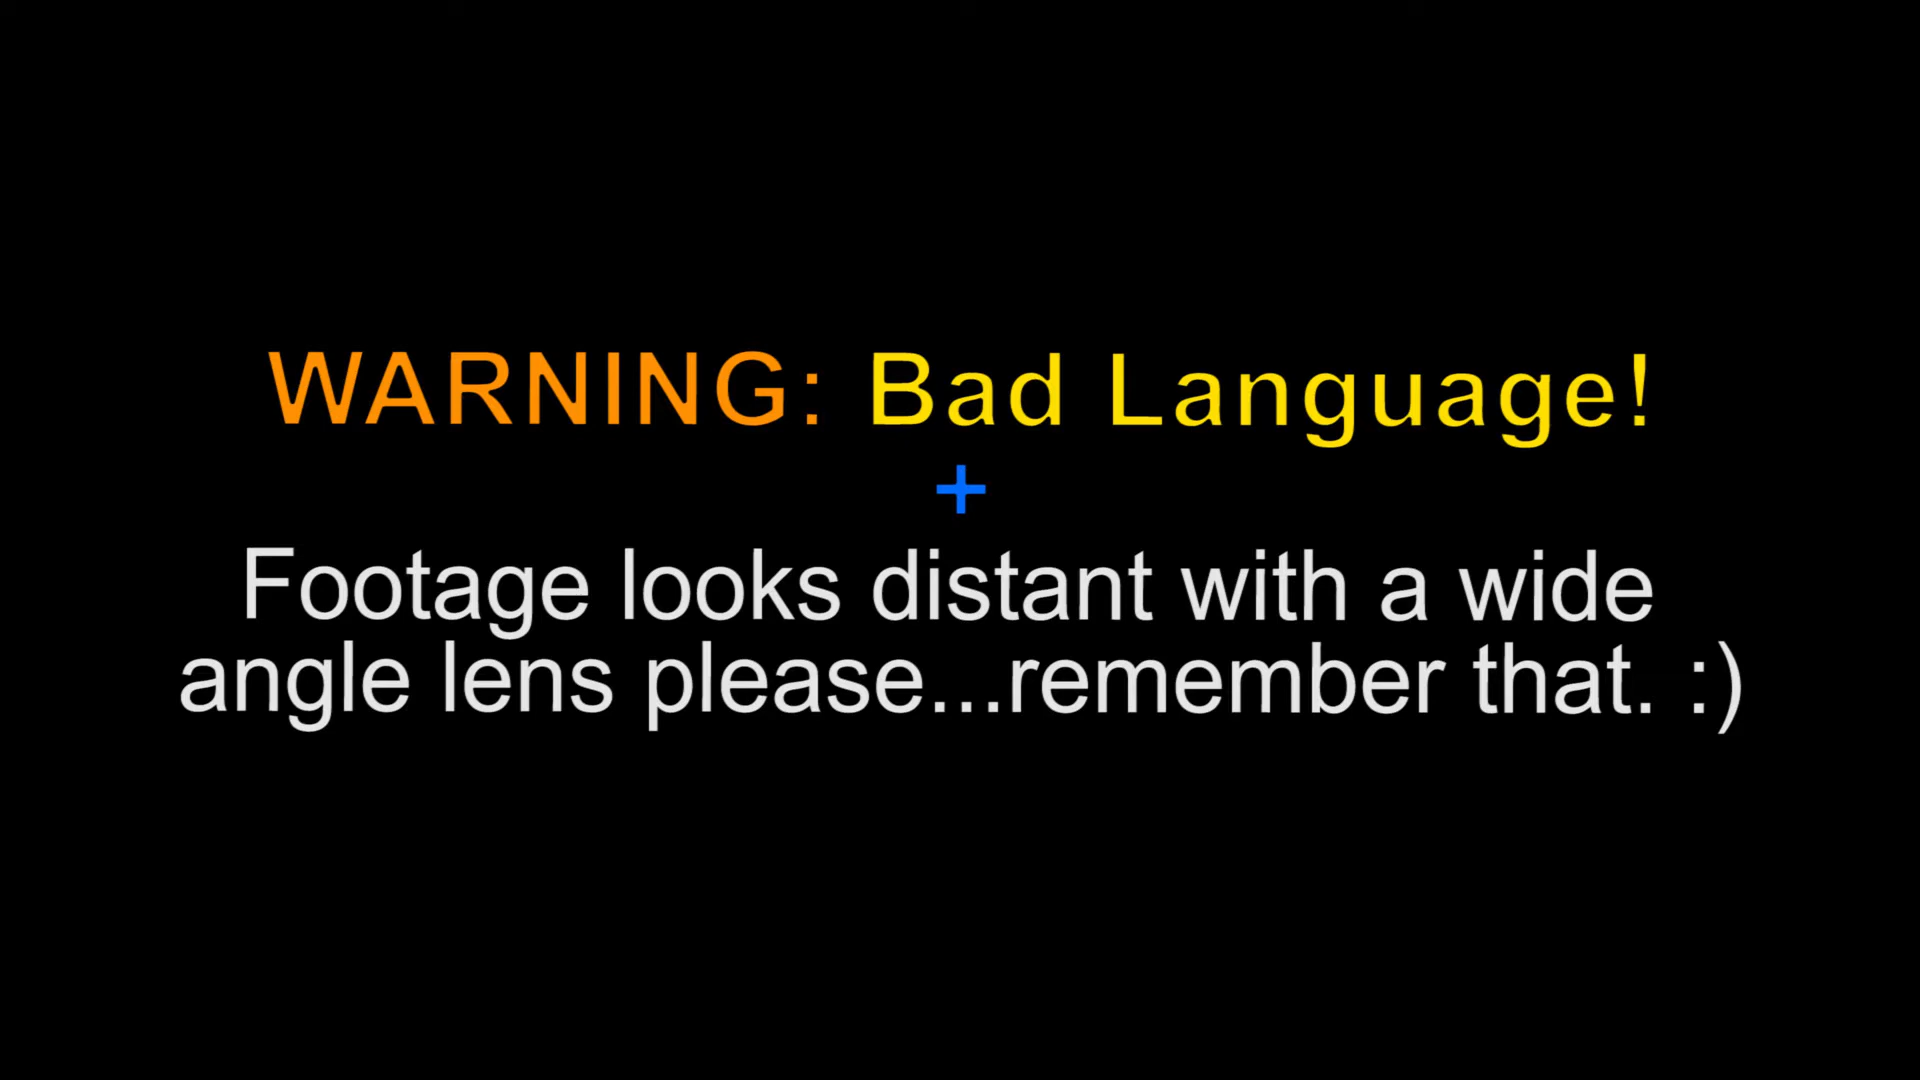 WARNING: Bad Language!
+
Footage looks distant with a wide
angle lens please...remember that. :)